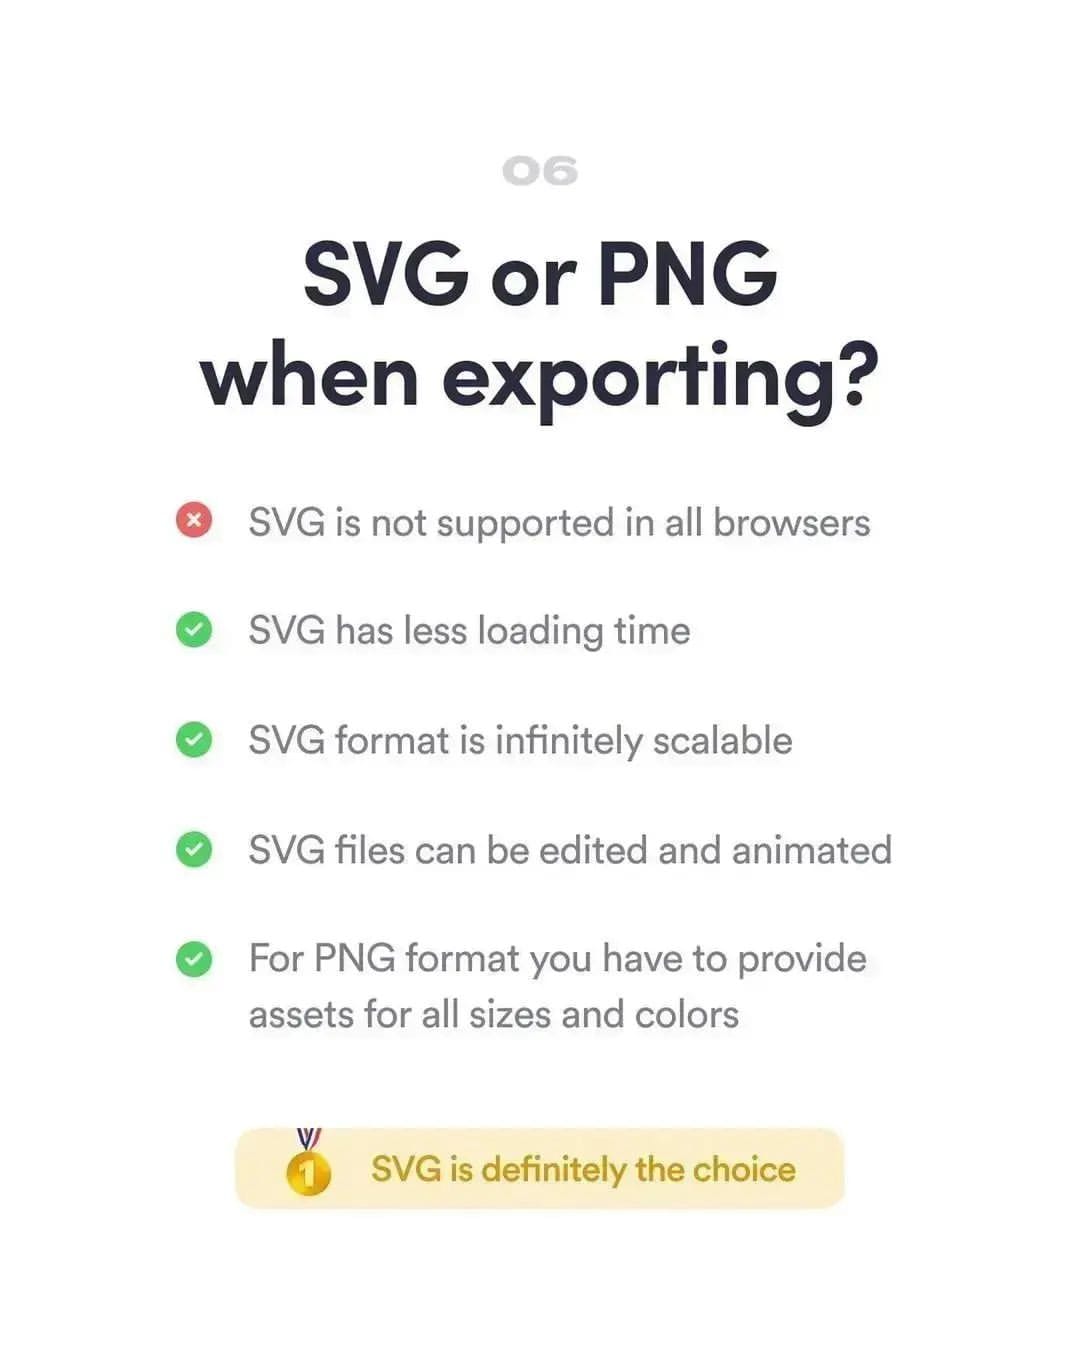 06
SVG or PNG
when exporting?
SVG is not supported in all browsers
SVG has less loading time
SVG format is infinitely scalable
SVG files can be edited and animated
For PNG format you have to provide
assets for all sizes and colors
1 SVG is definitely the choice